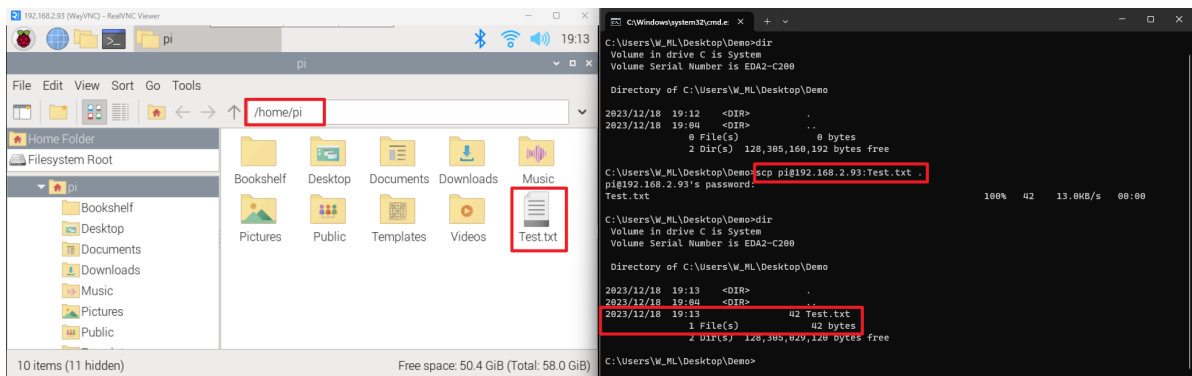 192.168.2.93 (WayVNC) - RealVNC Viewer
pi
19:13
pi
File Edit View Sort Go Tools
/home/pi
Home Folder
Filesystem Root
pi
Bookshelf
Desktop
Documents
Downloads
Music
Pictures
Public
Bookshelf Desktop Documents Downloads Music
Pictures Public Templates Videos Test.txt
10 items (11 hidden) Free space: 50.4 GiB (Total: 58.0 GiB)
C:\Windows\system32\cmd.e:
C:\Users\W_ML\Desktop\Demo>dir
Volume in drive C is System
Volume Serial Number is EDA2-C200
Directory of C:\Users\W_ML\Desktop\Demo
2023/12/18 19:12 <DIR> .
2023/12/18 19:04 <DIR> ..
0 File(s) 0 bytes
2 Dir(s) 128,305,160,192 bytes free
C:\Users\W_ML\Desktop\Demo>scp pi@192.168.2.93:Test.txt .
pi@192.168.2.93's password:
Test.txt 100% 42 13.0KB/s 00:00
C:\Users\W_ML\Desktop\Demo>dir
Volume in drive C is System
Volume Serial Number is EDA2-C200
Directory of C:\Users\W_ML\Desktop\Demo
2023/12/18 19:13 <DIR> .
2023/12/18 19:04 <DIR> ..
2023/12/18 19:13 42 Test.txt
1 File(s) 42 bytes
2 Dir(s) 128,305,029,120 bytes free
C:\Users\W_ML\Desktop\Demo>